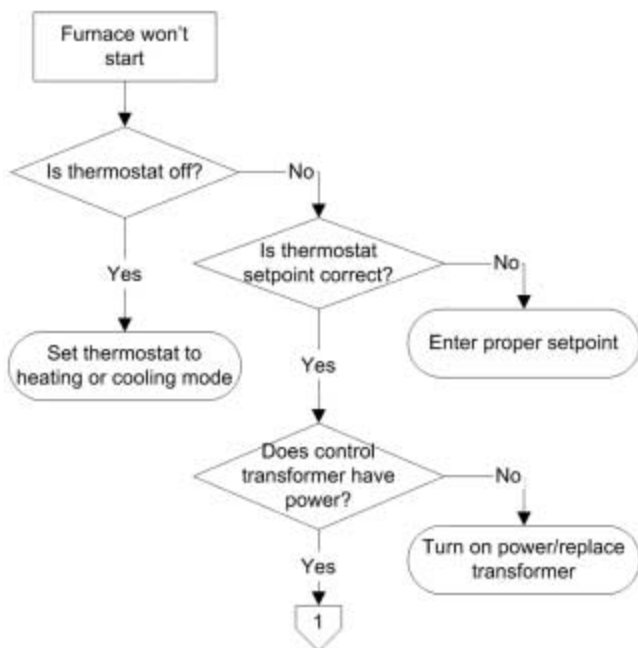 Furnace won't
start
Is thermostat off?
No
Is thermostat
setpoint correct?
No
Yes
Set thermostat to
heating or cooling mode
Enter proper setpoint
Yes
Does control
transformer have
power?
No
Turn on power/replace
transformer
Yes
1